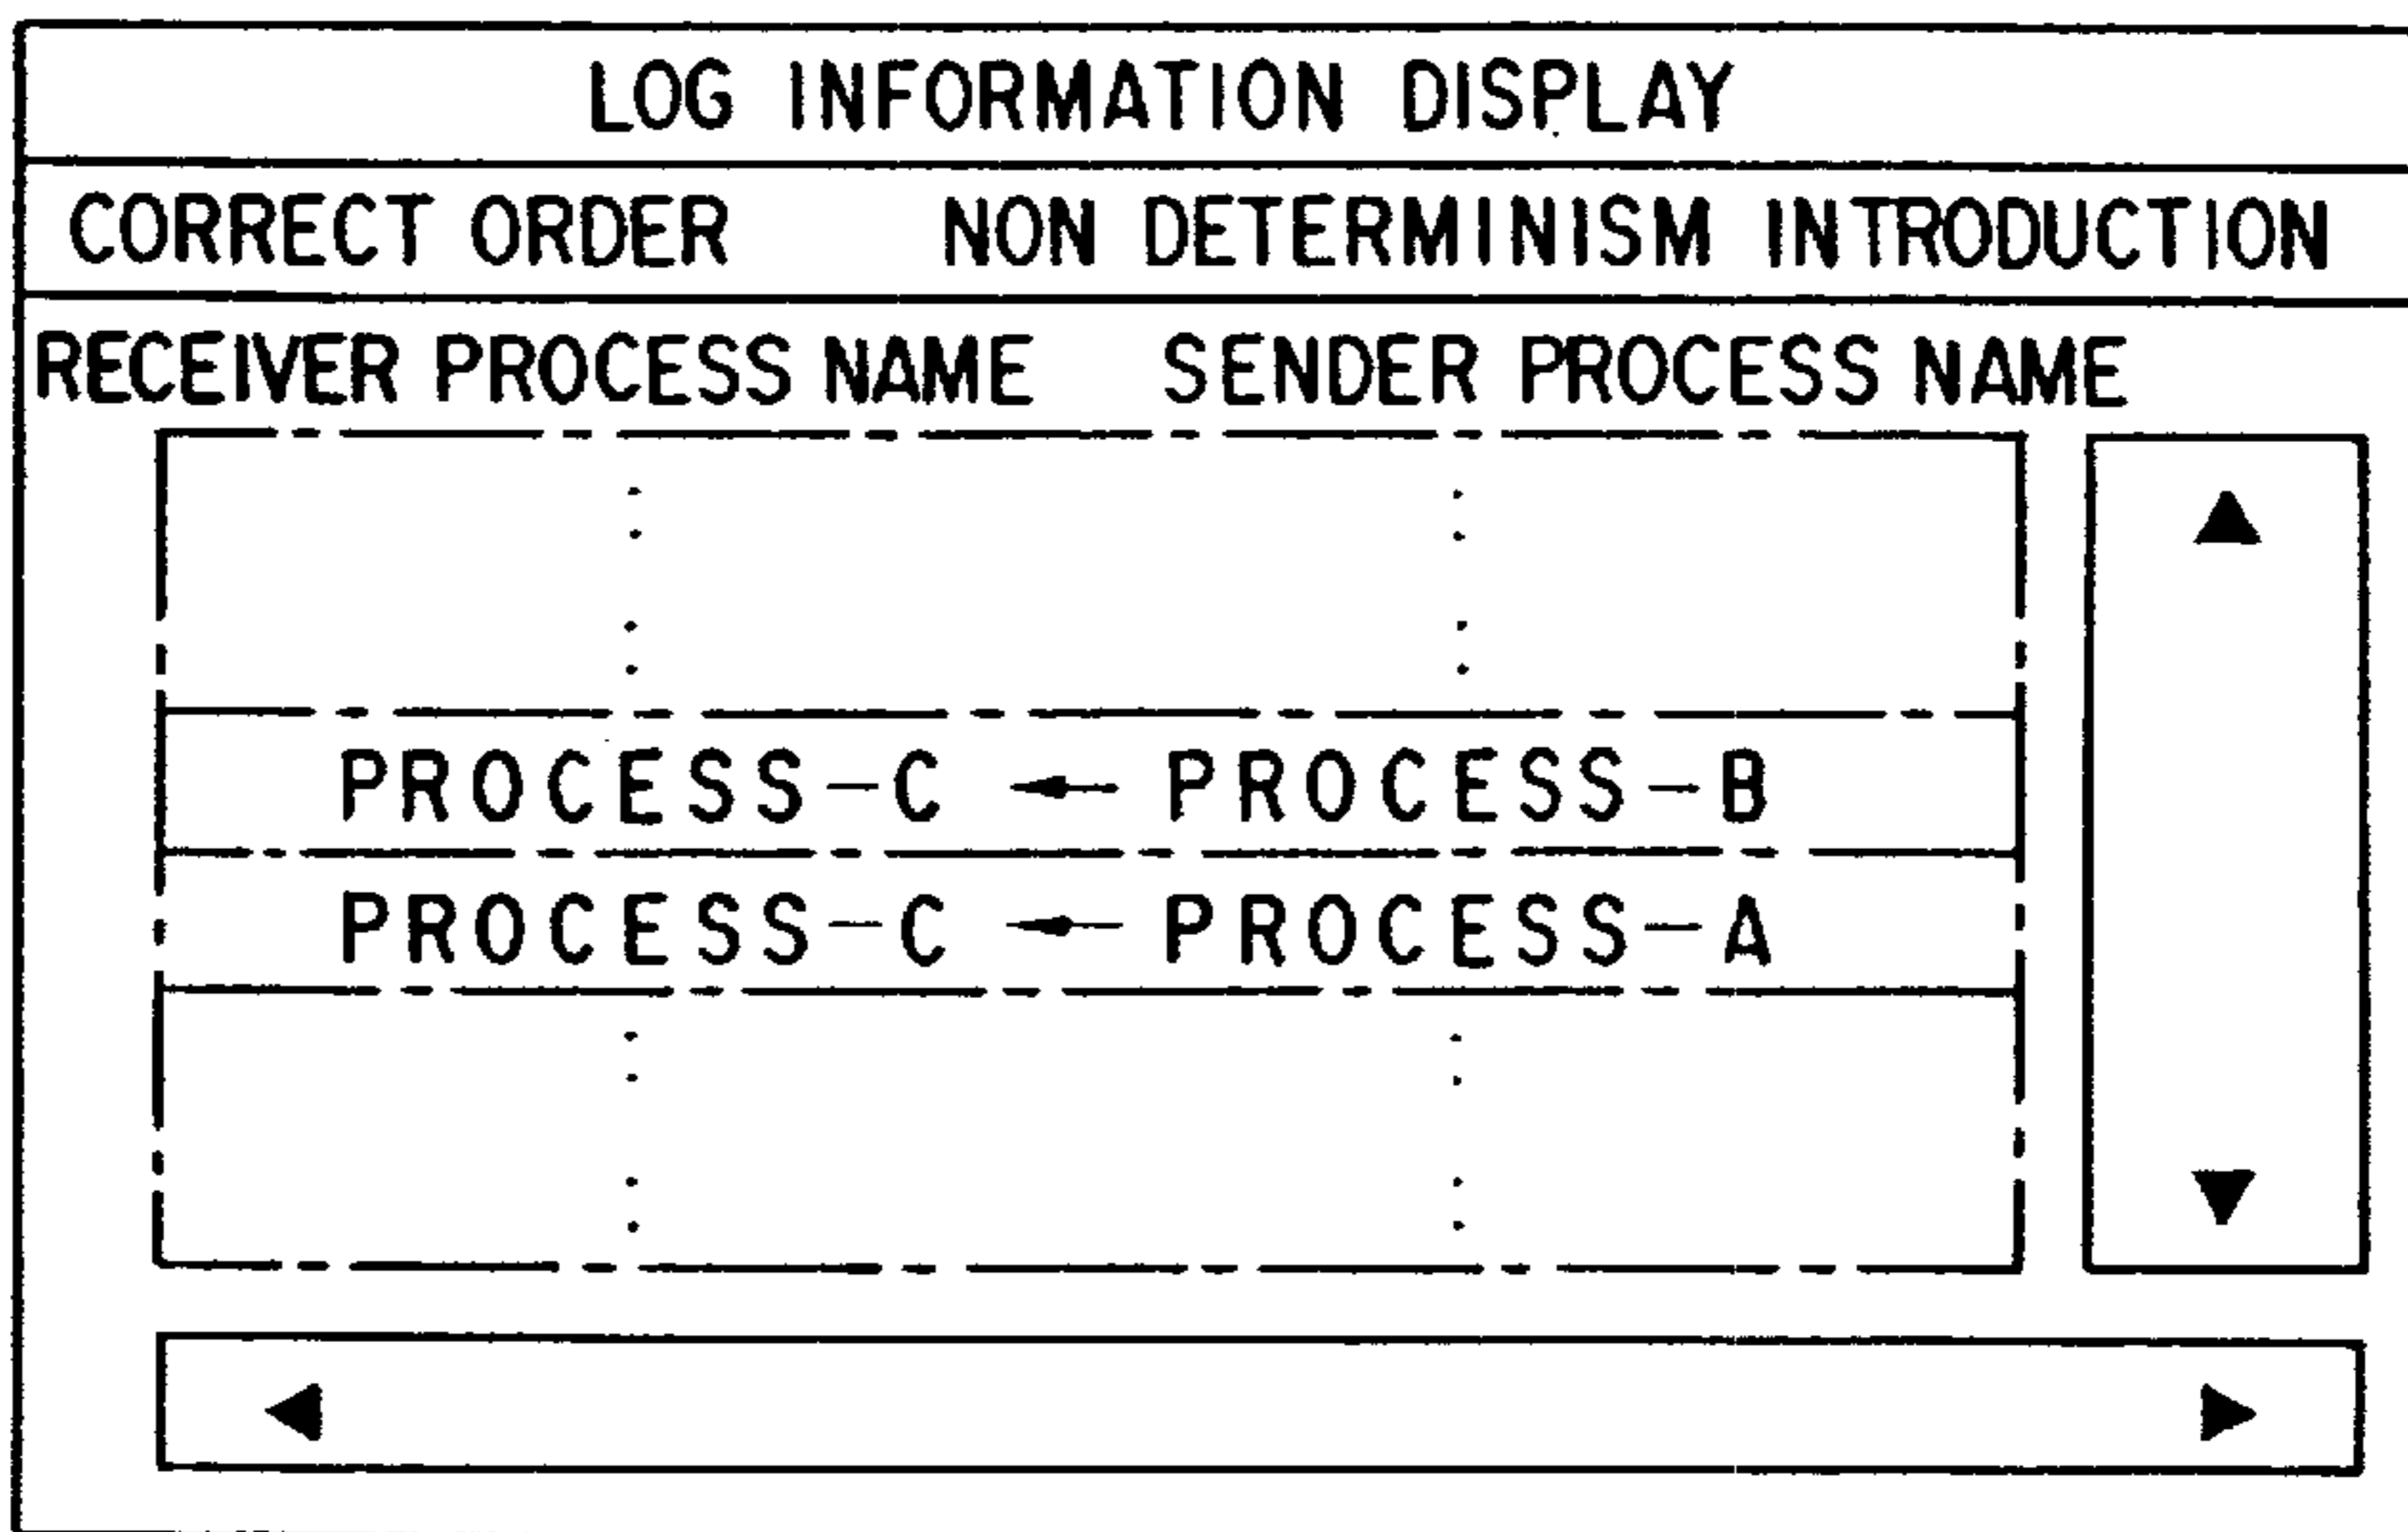 LOG INFORMATION DISPLAY
CORRECT ORDER NON DETERMINISM INTRODUCTION
RECEIVER PROCESS NAME SENDER PROCESS NAME
PROCESS-C ← PROCESS-B
PROCESS-C ← PROCESS-A